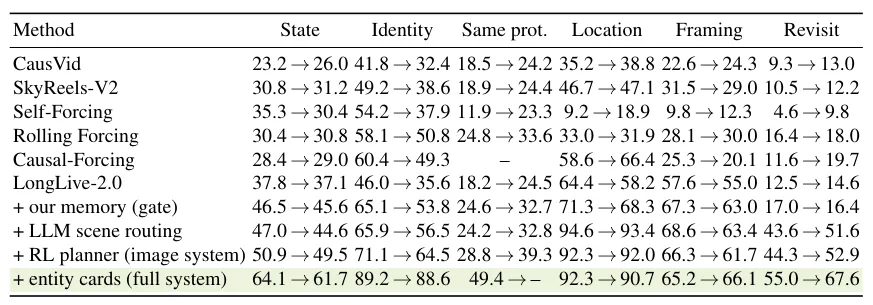 Method State Identity Same prot. Location Framing Revisit
CausVid 23.2 → 26.0 41.8 → 32.4 18.5 → 24.2 35.2 → 38.8 22.6 → 24.3 9.3 → 13.0
SkyReels-V2 30.8 → 31.2 49.2 → 38.6 18.9 → 24.4 46.7 → 47.1 31.5 → 29.0 10.5 → 12.2
Self-Forcing 35.3 → 30.4 54.2 → 37.9 11.9 → 23.3 9.2 → 18.9 9.8 → 12.3 4.6 → 9.8
Rolling Forcing 30.4 → 30.8 58.1 → 50.8 24.8 → 33.6 33.0 → 31.9 28.1 → 30.0 16.4 → 18.0
Causal-Forcing 28.4 → 29.0 60.4 → 49.3 – 58.6 → 66.4 25.3 → 20.1 11.6 → 19.7
LongLive-2.0 37.8 → 37.1 46.0 → 35.6 18.2 → 24.5 64.4 → 58.2 57.6 → 55.0 12.5 → 14.6
+ our memory (gate) 46.5 → 45.6 65.1 → 53.8 24.6 → 32.7 71.3 → 68.3 67.3 → 63.0 17.0 → 16.4
+ LLM scene routing 47.0 → 44.6 65.9 → 56.5 24.2 → 32.8 94.6 → 93.4 68.6 → 63.4 43.6 → 51.6
+ RL planner (image system) 50.9 → 49.5 71.1 → 64.5 28.8 → 39.3 92.3 → 92.0 66.3 → 61.7 44.3 → 52.9
+ entity cards (full system) 64.1 → 61.7 89.2 → 88.6 49.4 → – 92.3 → 90.7 65.2 → 66.1 55.0 → 67.6